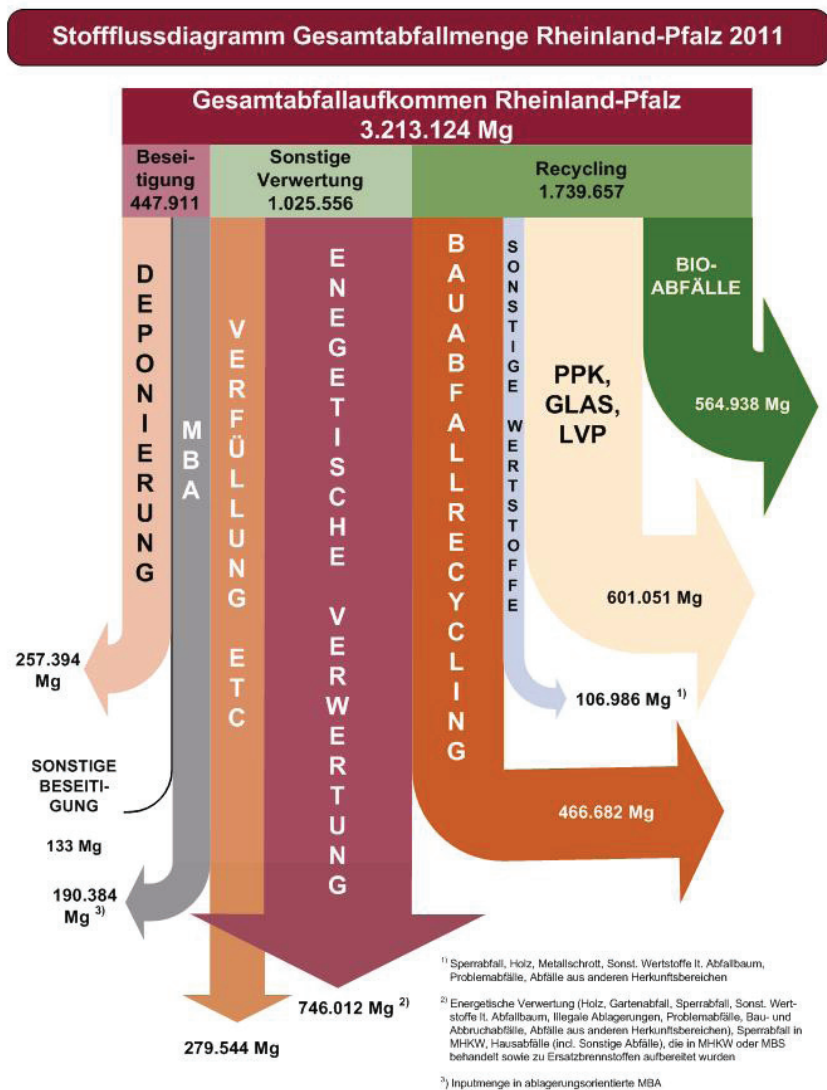 Stoffflussdiagramm Gesamtabfallmenge Rheinland-Pfalz 2011
Gesamtabfallaufkommen Rheinland-Pfalz
3.213.124 Mg
Besei-
tigung
447.911
Sonstige
Verwertung
1.025.556
Recycling
1.739.657
DEPONIERUNG
MBA
VERFÜLLUNG ETC
ENEGETISCHE VERWERTUNG
BAUABFALLRECYCLING
SONSTIGE WERTSTOFFE
PPK,
GLAS,
LVP
BIO-
ABFÄLLE
564.938 Mg
601.051 Mg
106.986 Mg 1)
466.682 Mg
257.394
Mg
SONSTIGE
BESEITI-
GUNG
133 Mg
190.384
Mg 3)
746.012 Mg 2)
279.544 Mg
1) Sperrabfall, Holz, Metallschrott, Sonst. Wertstoffe lt. Abfallbaum,
Problemabfälle, Abfälle aus anderen Herkunftsbereichen
2) Energetische Verwertung (Holz, Gartenabfall, Sperrabfall, Sonst. Wert-
stoffe lt. Abfallbaum, Illegale Ablagerungen, Problemabfälle, Bau- und
Abbruchabfälle, Abfälle aus anderen Herkunftsbereichen), Sperrabfall in
MHKW, Hausabfälle (incl. Sonstige Abfälle), die in MHKW oder MBS
behandelt sowie zu Ersatzbrennstoffen aufbereitet wurden
3) Inputmenge in ablagerungsorientierte MBA